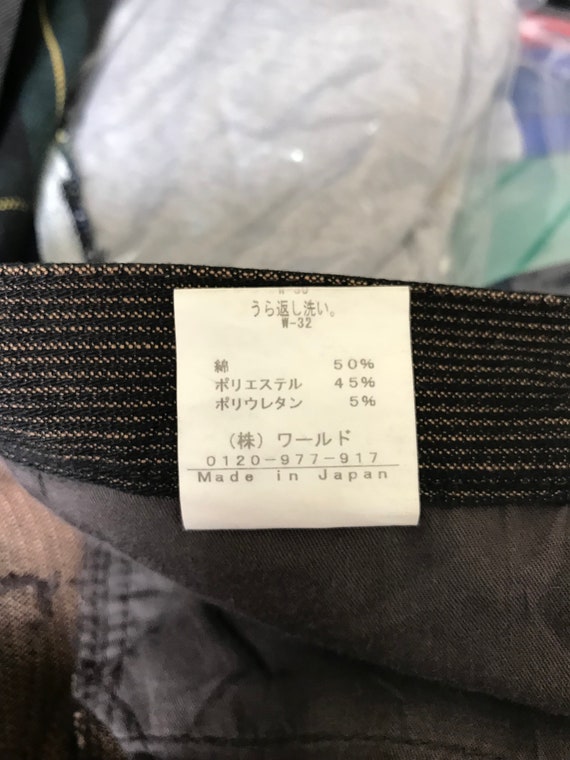 うら返し洗い。
W-32
綿 50%
ポリエステル 45%
ポリウレタン 5%
（株）ワールド
0120-977-917
Made in Japan